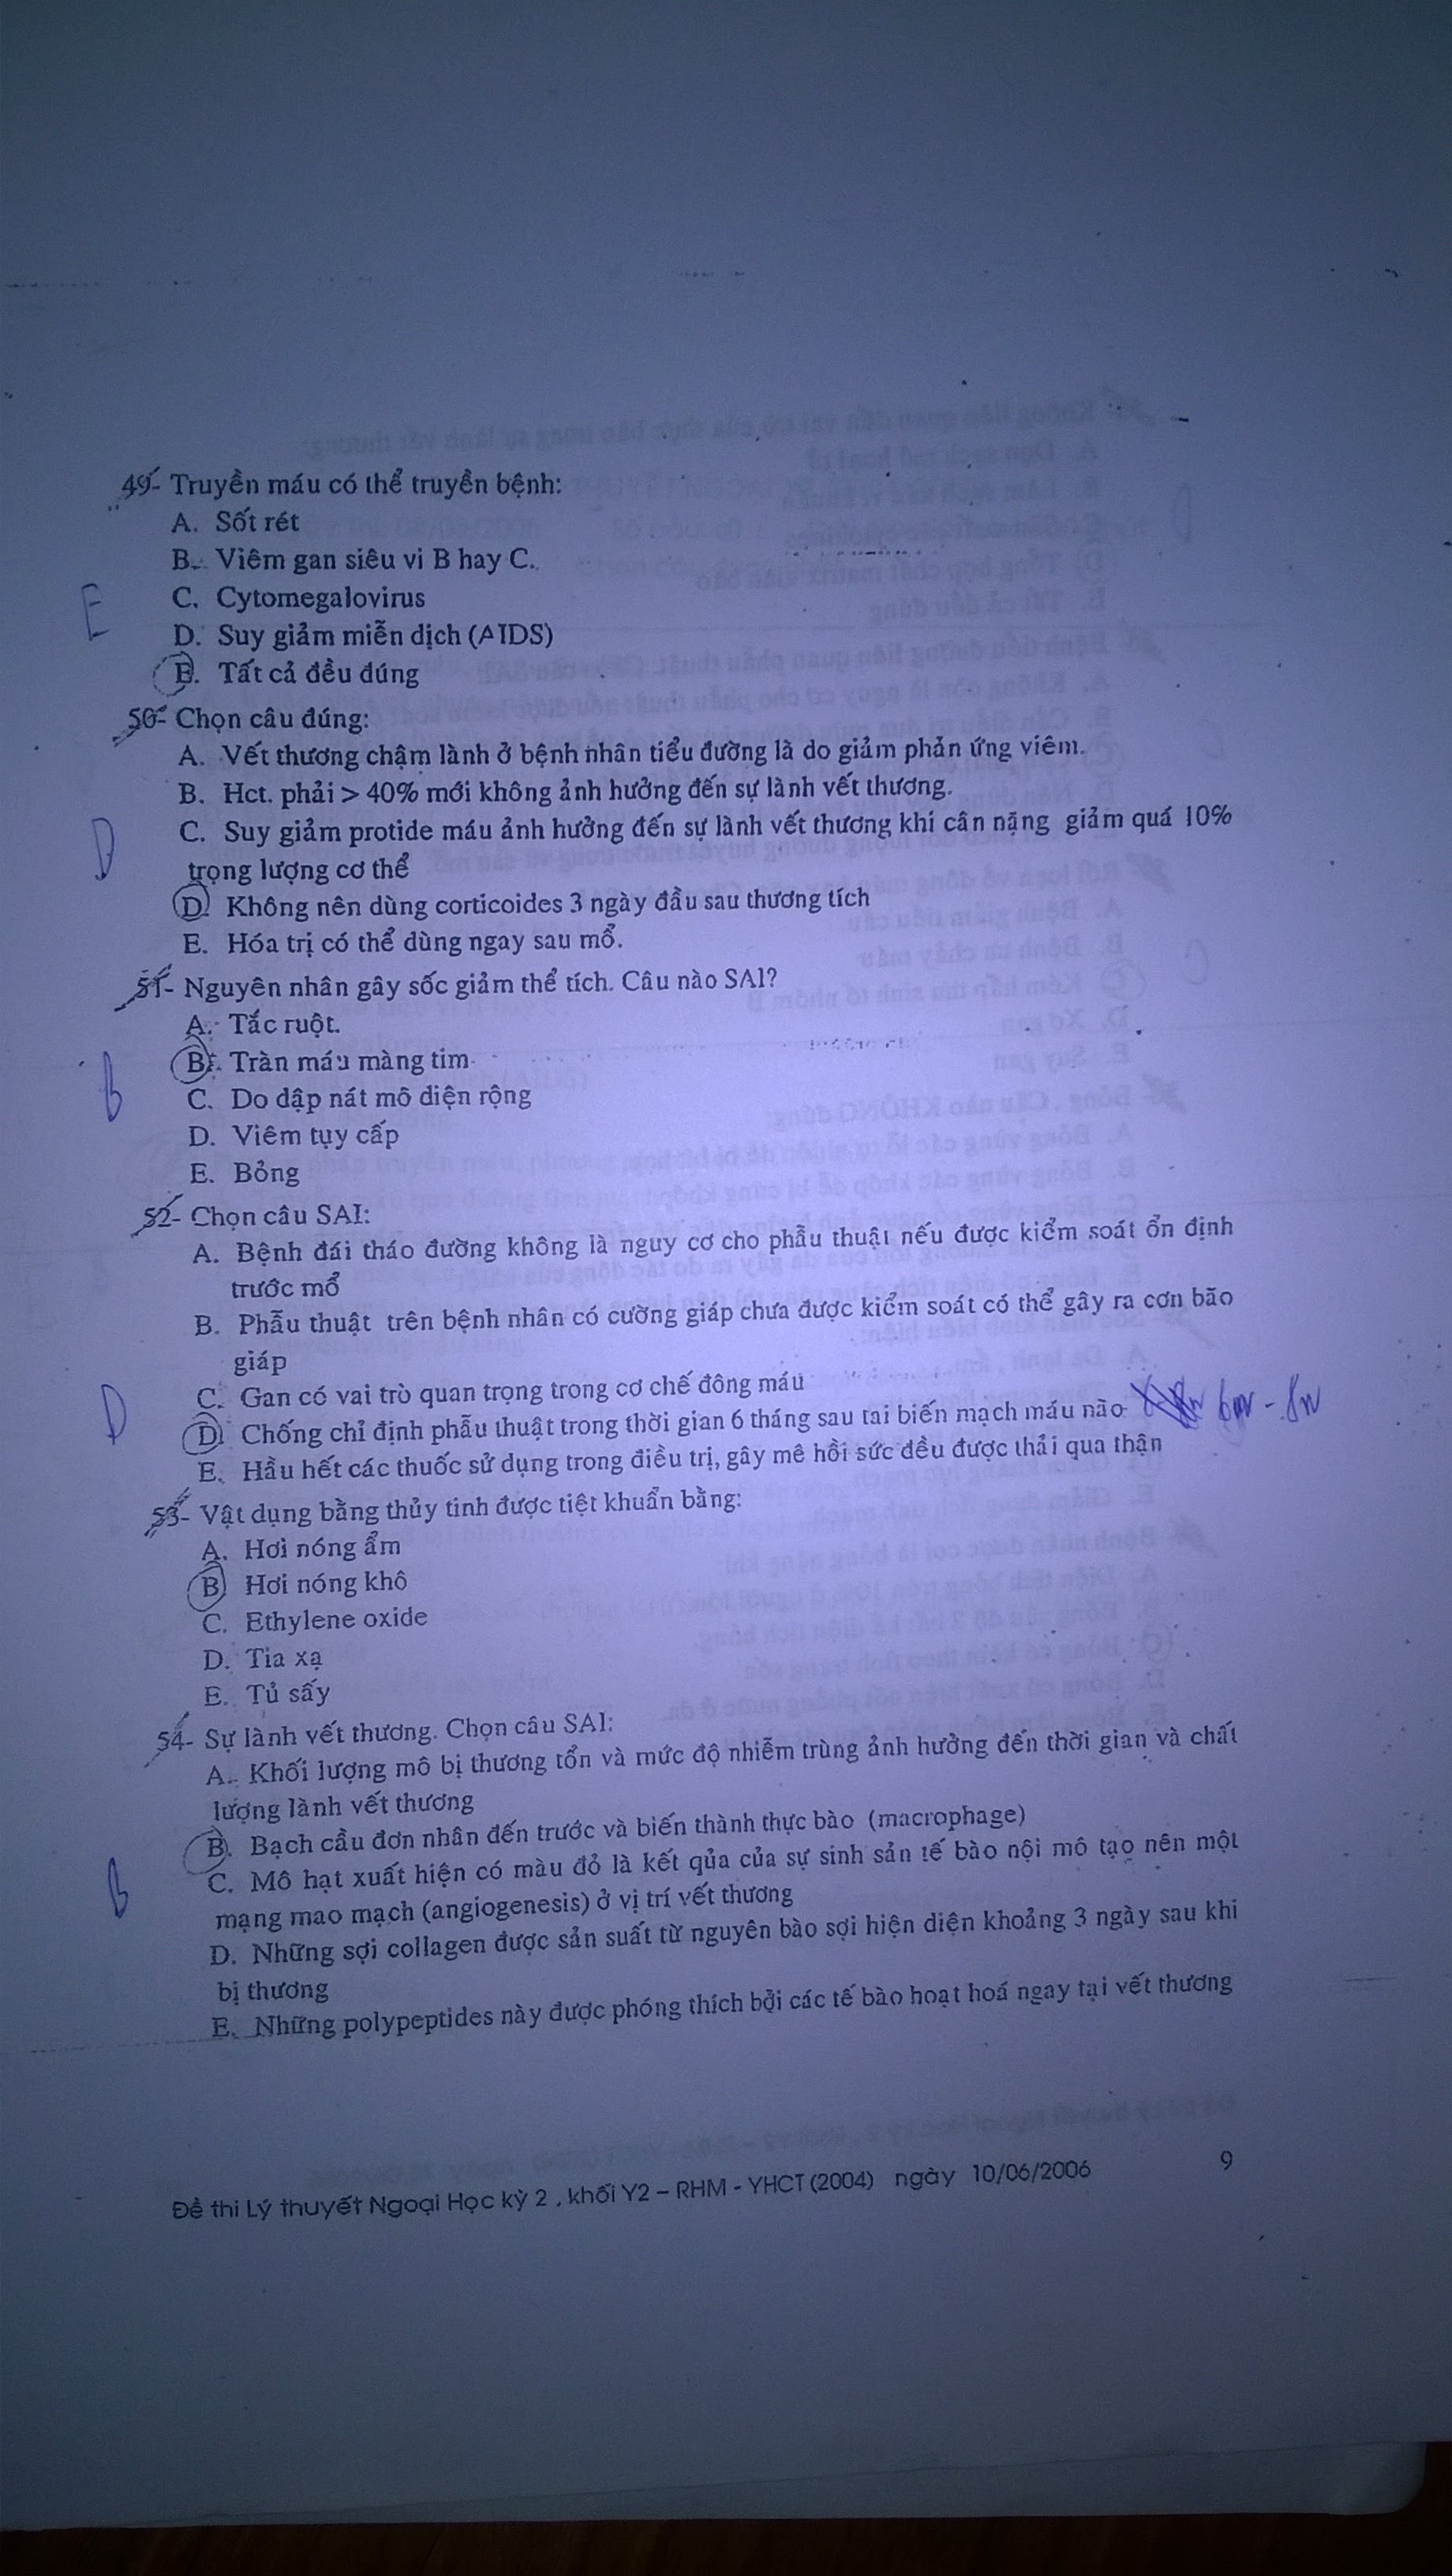 49- Truyền máu có thể truyền bệnh:
A. Sốt rét
B. Viêm gan siêu vi B hay C.
C. Cytomegalovirus
E
D. Suy giảm miễn dịch (AIDS)
E. Tất cả đều đúng
50- Chọn câu đúng:
A. Vết thương chậm lành ở bệnh nhân tiểu đường là do giảm phản ứng viêm.
B. Hct. phải > 40% mới không ảnh hưởng đến sự lành vết thương.
C. Suy giảm protide máu ảnh hưởng đến sự lành vết thương khi cân nặng giảm quá 10%
D
trọng lượng cơ thể
D. Không nên dùng corticoides 3 ngày đầu sau thương tích
E. Hóa trị có thể dùng ngay sau mổ.
51- Nguyên nhân gây sốc giảm thể tích. Câu nào SAI?
A. Tắc ruột.
B. Tràn máu màng tim
B
C. Do dập nát mô diện rộng
D. Viêm tụy cấp
E. Bỏng
52- Chọn câu SAI:
A. Bệnh đái tháo đường không là nguy cơ cho phẫu thuật nếu được kiểm soát ổn định
trước mổ
B. Phẫu thuật trên bệnh nhân có cường giáp chưa được kiểm soát có thể gây ra cơn bão
giáp
C. Gan có vai trò quan trọng trong cơ chế đông máu
D
D. Chống chỉ định phẫu thuật trong thời gian 6 tháng sau tai biến mạch máu não
E. Hầu hết các thuốc sử dụng trong điều trị, gây mê hồi sức đều được thải qua thận
53- Vật dụng bằng thủy tinh được tiệt khuẩn bằng:
A. Hơi nóng ẩm
B. Hơi nóng khô
C. Ethylene oxide
D. Tia xạ
E. Tủ sấy
54- Sự lành vết thương. Chọn câu SAI:
A. Khối lượng mô bị thương tổn và mức độ nhiễm trùng ảnh hưởng đến thời gian và chất
lượng lành vết thương
B. Bạch cầu đơn nhân đến trước và biến thành thực bào (macrophage)
C. Mô hạt xuất hiện có màu đỏ là kết qủa của sự sinh sản tế bào nội mô tạo nên một
B
mạng mao mạch (angiogenesis) ở vị trí vết thương
D. Những sợi collagen được sản suất từ nguyên bào sợi hiện diện khoảng 3 ngày sau khi
bị thương
E. Những polypeptides này được phóng thích bởi các tế bào hoạt hoá ngay tại vết thương
Đề thi Lý thuyết Ngoại Học kỳ 2 , khối Y2 – RHM - YHCT (2004) ngày 10/06/2006
9